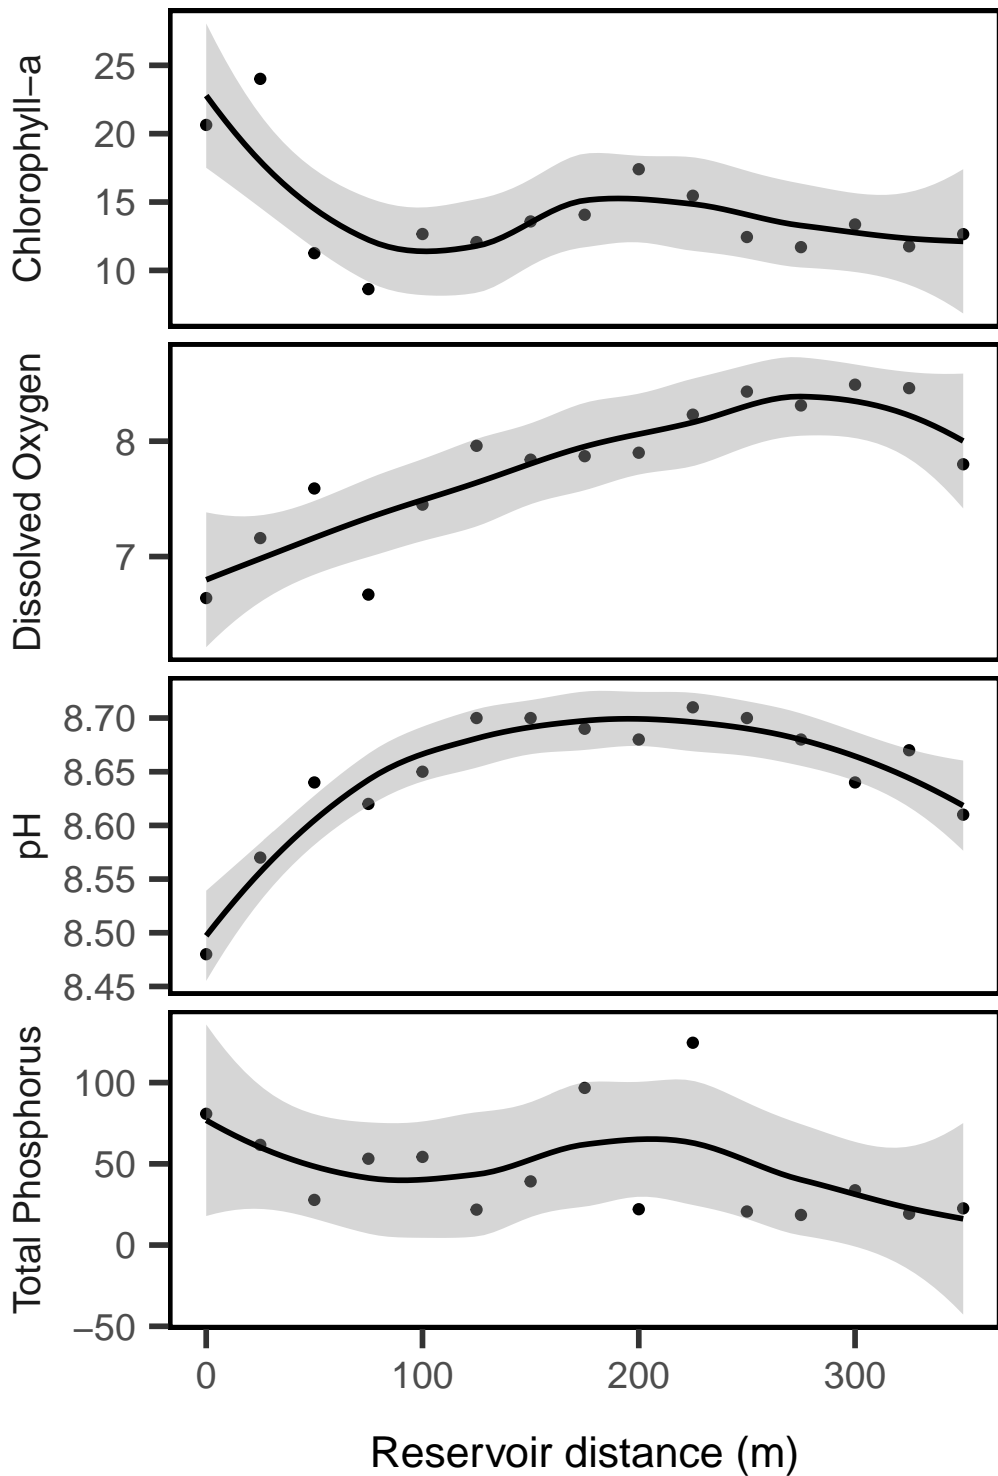 Chlorophyll−a
25
20
15
10
Dissolved Oxygen
8
7
pH
8.70
8.65
8.60
8.55
8.50
8.45
Total Phosphorus
100
50
0
−50
0 100 200 300
Reservoir distance (m)